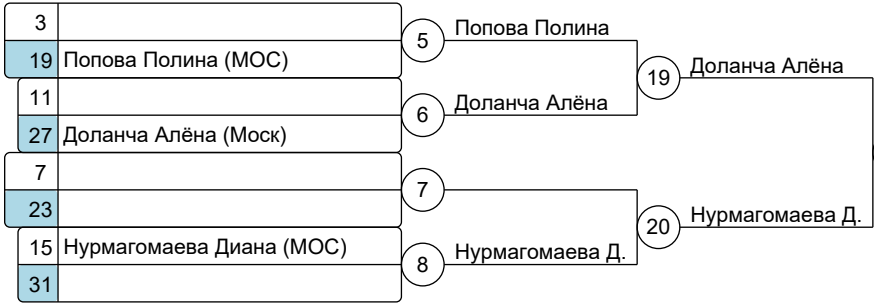 3
5 Попова Полина
19 Попова Полина (МОС)
19 Доланча Алёна
11
6 Доланча Алёна
27 Доланча Алёна (Моск)
7
7
23
20 Нурмагомаева Д.
15 Нурмагомаева Диана (МОС)
8 Нурмагомаева Д.
31